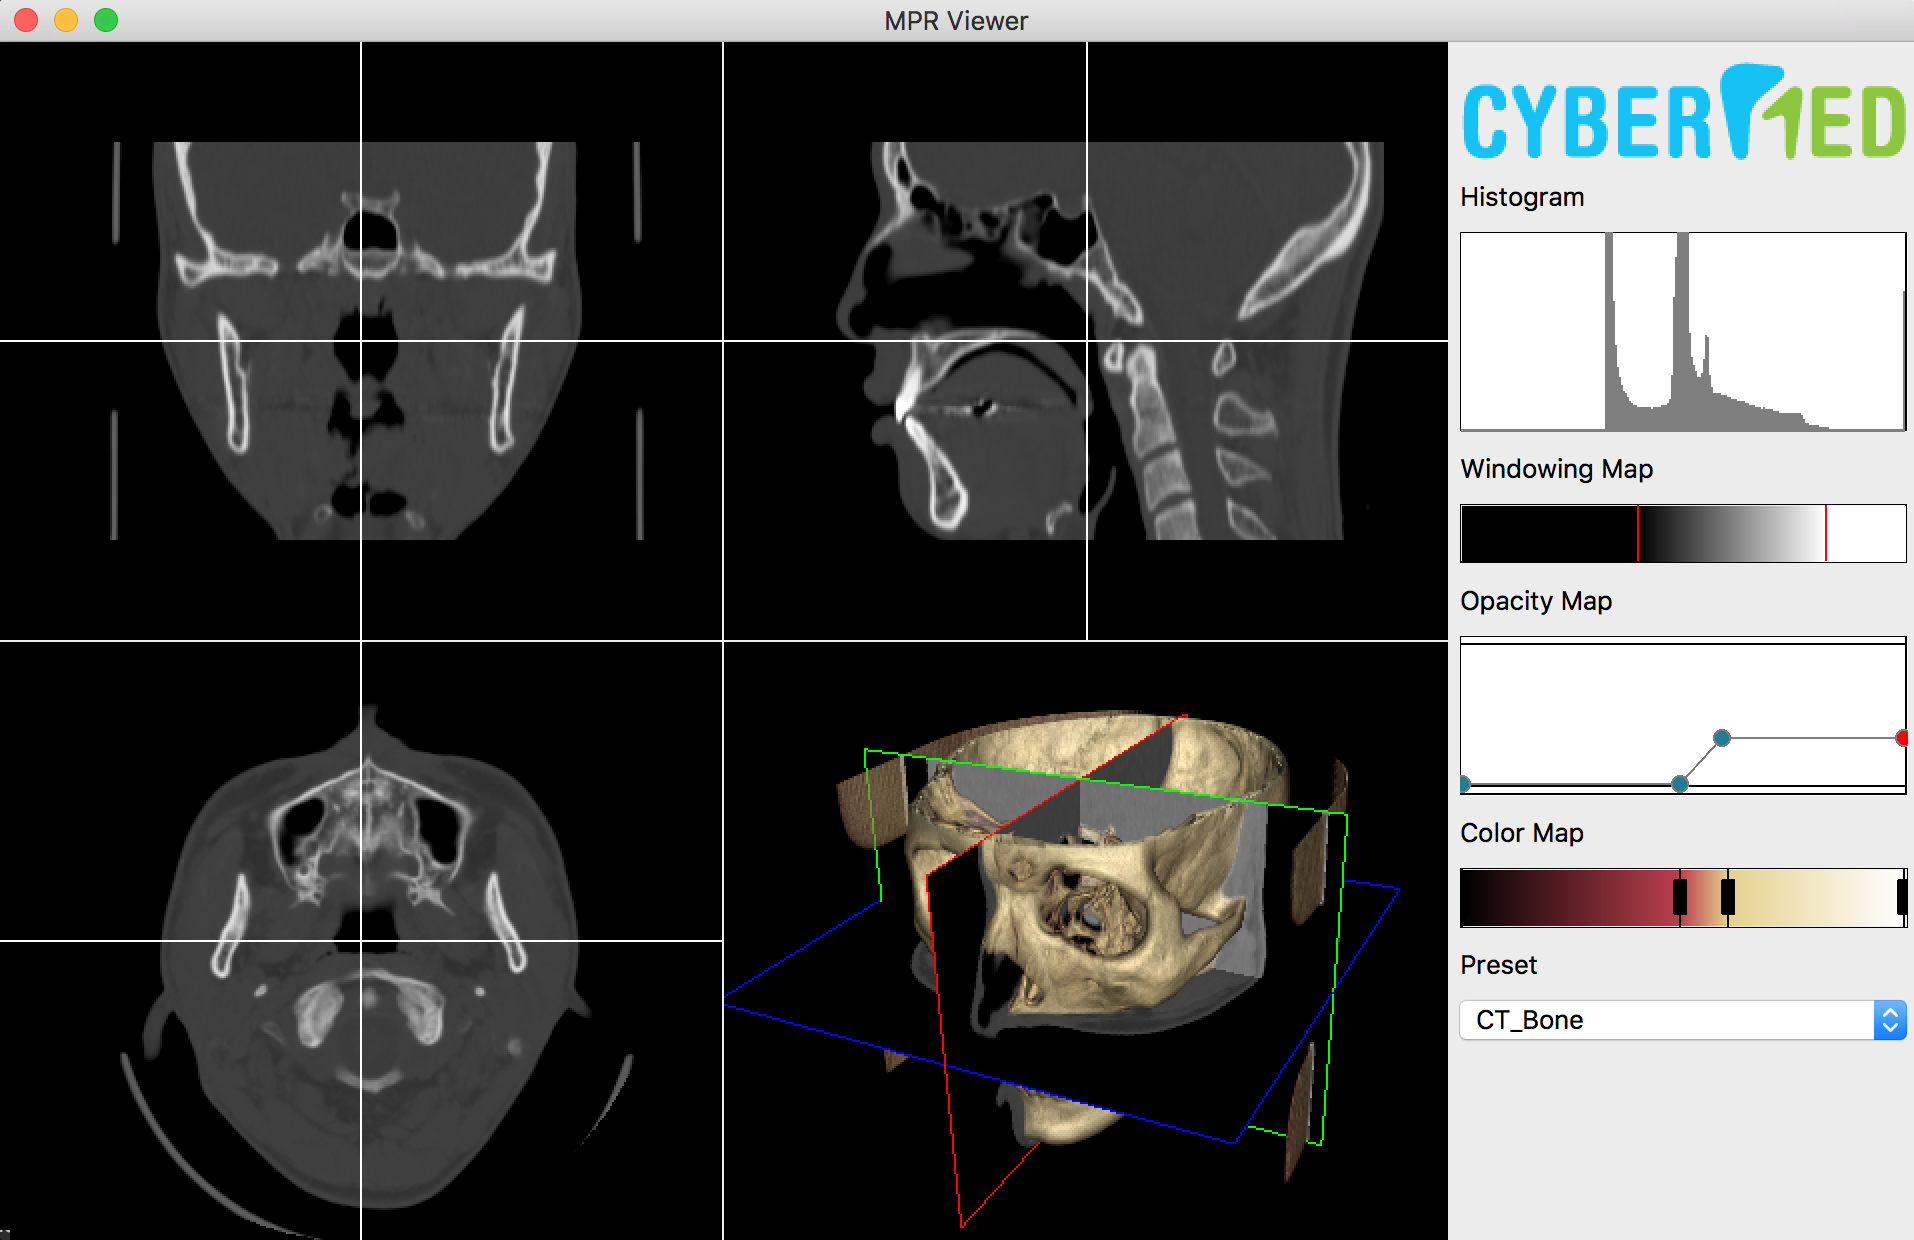 MPR Viewer
CYBERMED
Histogram
Windowing Map
Opacity Map
Color Map
Preset
CT_Bone